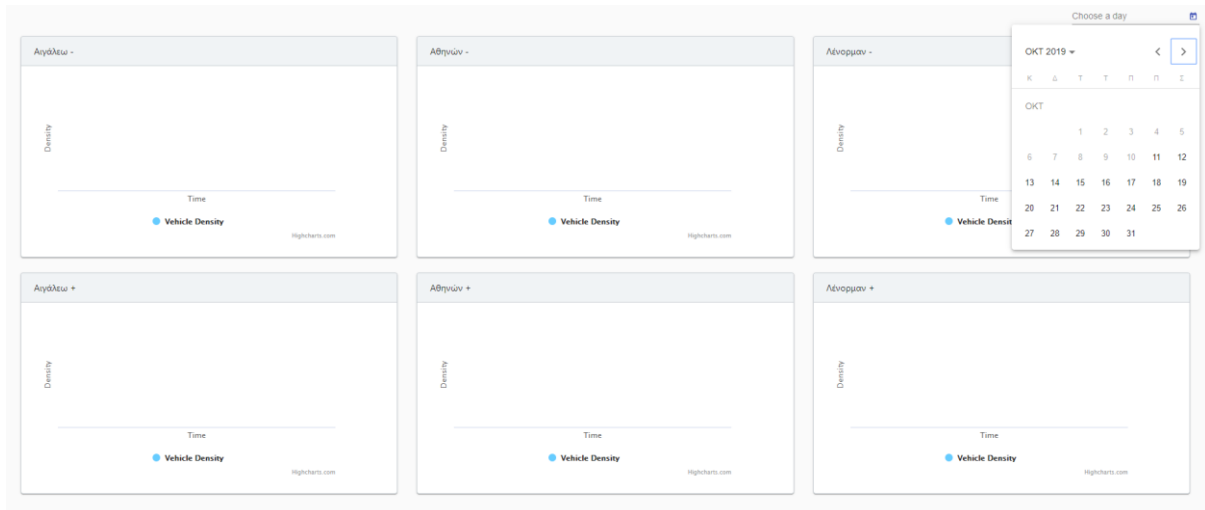 Choose a day
Αιγάλεω -
Αθηνών -
Λένορμαν -
ΟΚΤ 2019
Κ Δ Τ Τ Π Π Σ
ΟΚΤ
1 2 3 4 5
6 7 8 9 10 11 12
13 14 15 16 17 18 19
20 21 22 23 24 25 26
27 28 29 30 31
Density
Time
Vehicle Density
Highcharts.com
Density
Time
Vehicle Density
Highcharts.com
Density
Time
Vehicle Densit
Αιγάλεω +
Αθηνών +
Λένορμαν +
Density
Time
Vehicle Density
Highcharts.com
Density
Time
Vehicle Density
Highcharts.com
Density
Time
Vehicle Density
Highcharts.com